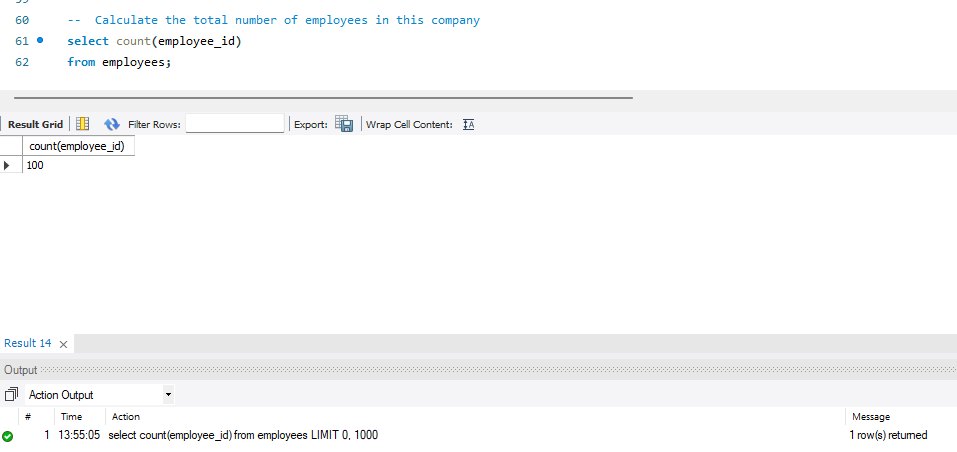 60 -- Calculate the total number of employees in this company
61 select count(employee_id)
62 from employees;
Result Grid Filter Rows: Export: Wrap Cell Content: IA
count(employee_id)
100
Result 14 ×
Output
Action Output
# Time Action Message
1 13:55:05 select count(employee_id) from employees LIMIT 0, 1000 1 row(s) returned